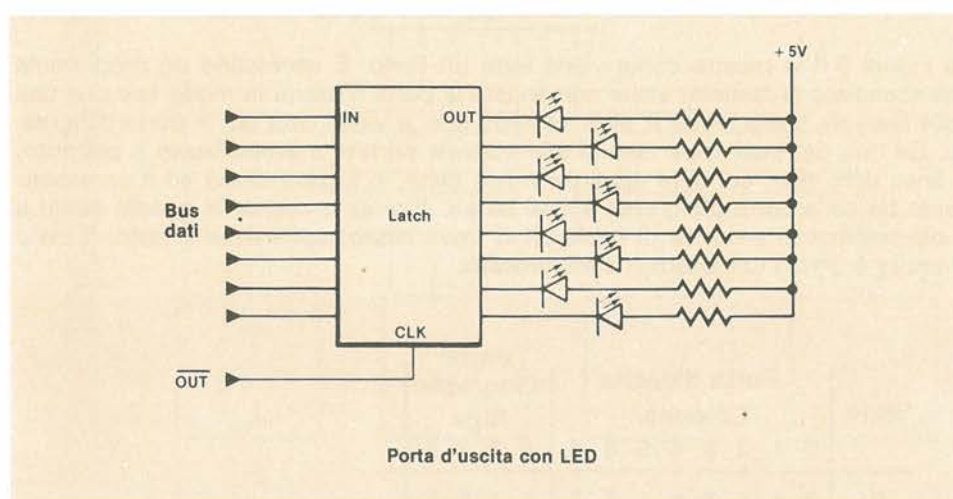 + 5V
IN
OUT
Bus
dati
Latch
CLK
OUT
Porta d'uscita con LED